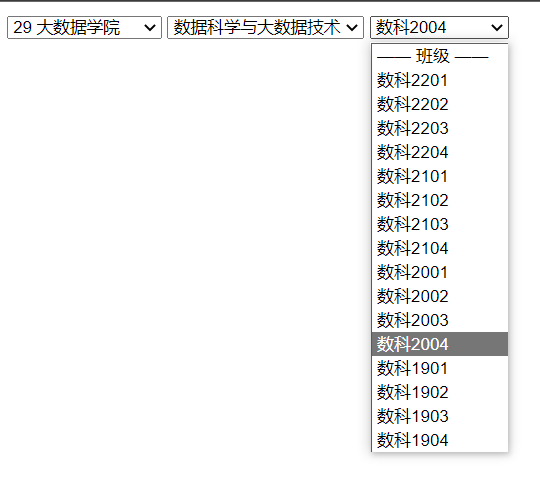 29 大数据学院 数据科学与大数据技术 数科2004
—— 班级 ——
数科2201
数科2202
数科2203
数科2204
数科2101
数科2102
数科2103
数科2104
数科2001
数科2002
数科2003
数科2004
数科1901
数科1902
数科1903
数科1904